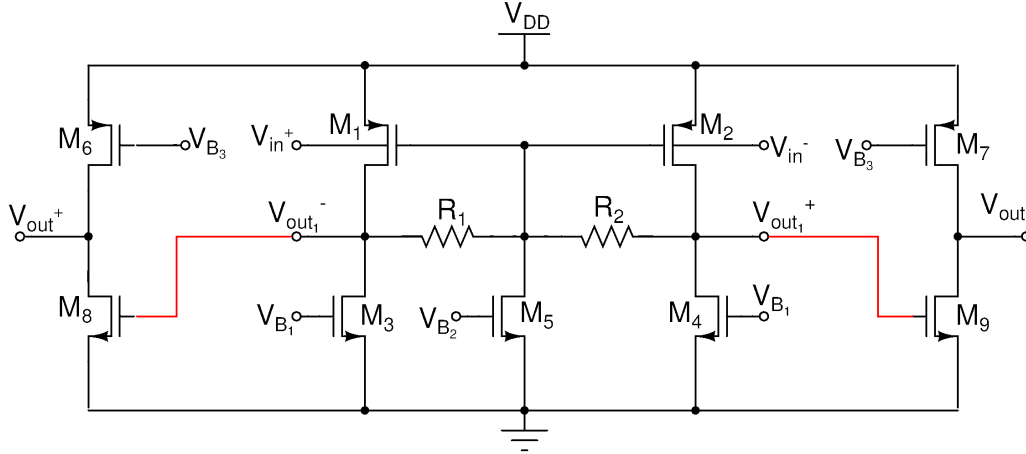 VDD
M6
VB3
Vin+
M1
M2
Vin-
VB3
M7
Vout+
Vout1-
R1
R2
Vout1+
Vout
M8
VB1
M3
VB2
M5
M4
VB1
M9